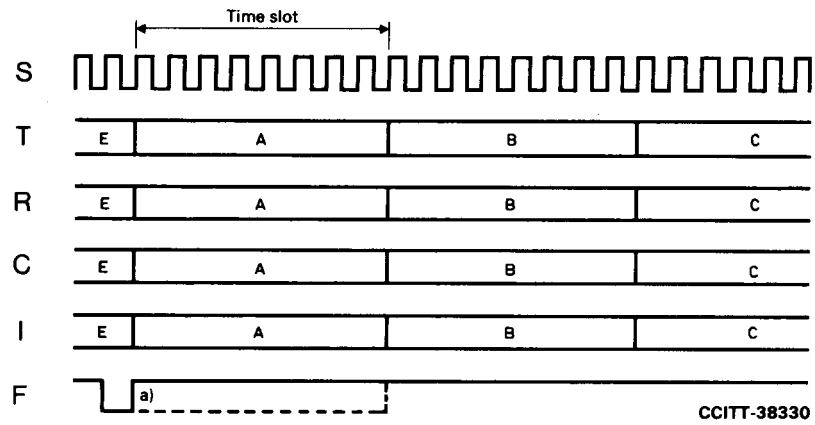 Time slot
S
T E A B C
R E A B C
C E A B C
I E A B C
F a)
CCITT-38330